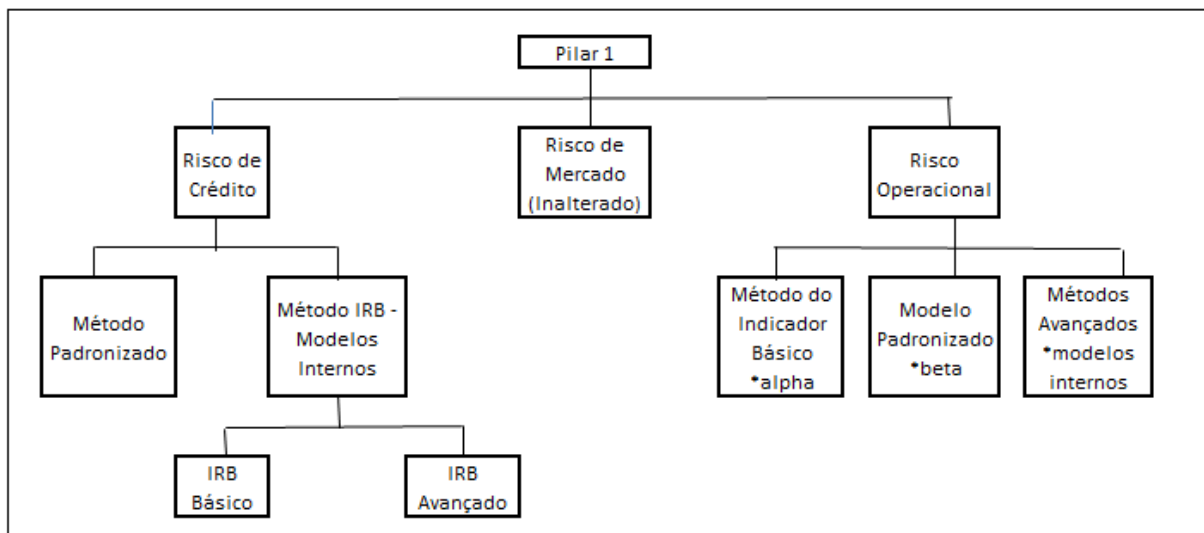 Pilar 1
Risco de
Crédito
Risco de
Mercado
(Inalterado)
Risco
Operacional
Método
Padronizado
Método IRB -
Modelos
Internos
Método do
Indicador
Básico
*alpha
Modelo
Padronizado
*beta
Métodos
Avançados
*modelos
internos
IRB
Básico
IRB
Avançado